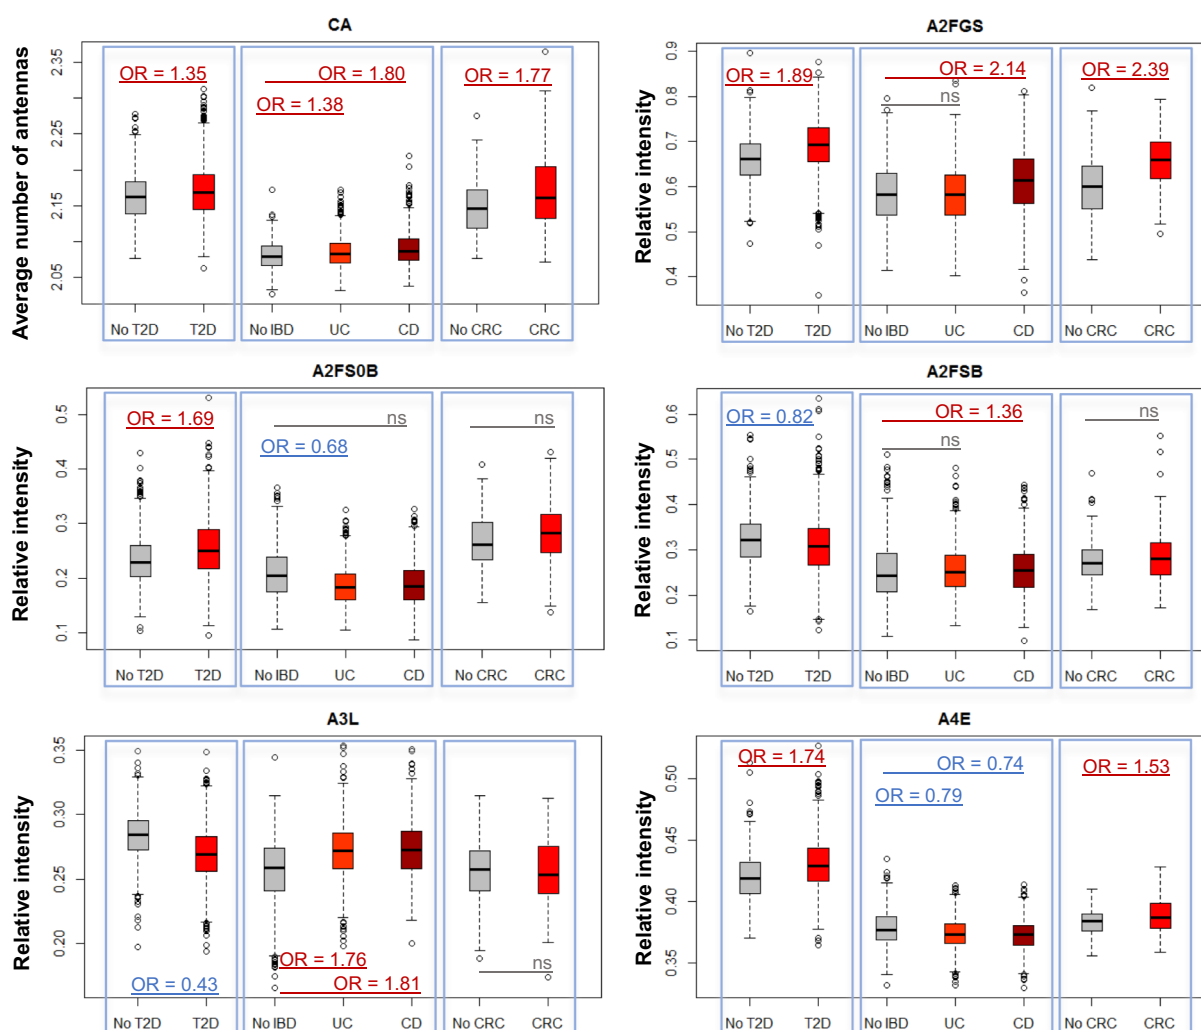 CA
Average number of antennas
2.35
2.25
2.15
2.05
OR = 1.35
OR = 1.80
OR = 1.38
OR = 1.77
No T2D T2D No IBD UC CD No CRC CRC
A2FGS
Relative intensity
0.9
0.8
0.7
0.6
0.5
0.4
OR = 1.89
OR = 2.14
ns
OR = 2.39
No T2D T2D No IBD UC CD No CRC CRC
A2FS0B
Relative intensity
0.5
0.4
0.3
0.2
0.1
OR = 1.69
ns
OR = 0.68
ns
No T2D T2D No IBD UC CD No CRC CRC
A2FSB
Relative intensity
0.6
0.5
0.4
0.3
0.2
0.1
OR = 0.82
OR = 1.36
ns
ns
No T2D T2D No IBD UC CD No CRC CRC
A3L
Relative intensity
0.35
0.30
0.25
0.20
OR = 0.43
OR = 1.76
OR = 1.81
ns
No T2D T2D No IBD UC CD No CRC CRC
A4E
Relative intensity
0.50
0.45
0.40
0.35
OR = 1.74
OR = 0.74
OR = 0.79
OR = 1.53
No T2D T2D No IBD UC CD No CRC CRC